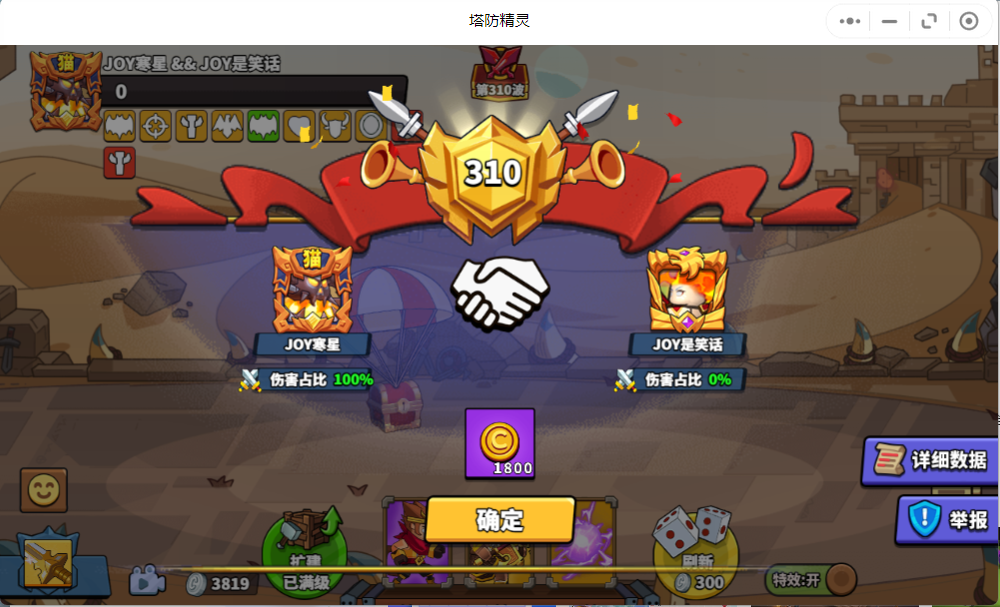 塔防精灵
猫
JOY寒星 && JOY是笑话
0
第310波
310
猫
JOY寒星
JOY是笑话
伤害占比 100%
伤害占比 0%
C
1800
详细数据
确定
举报
扩建
已满级
刷新
3819
300
特效:开